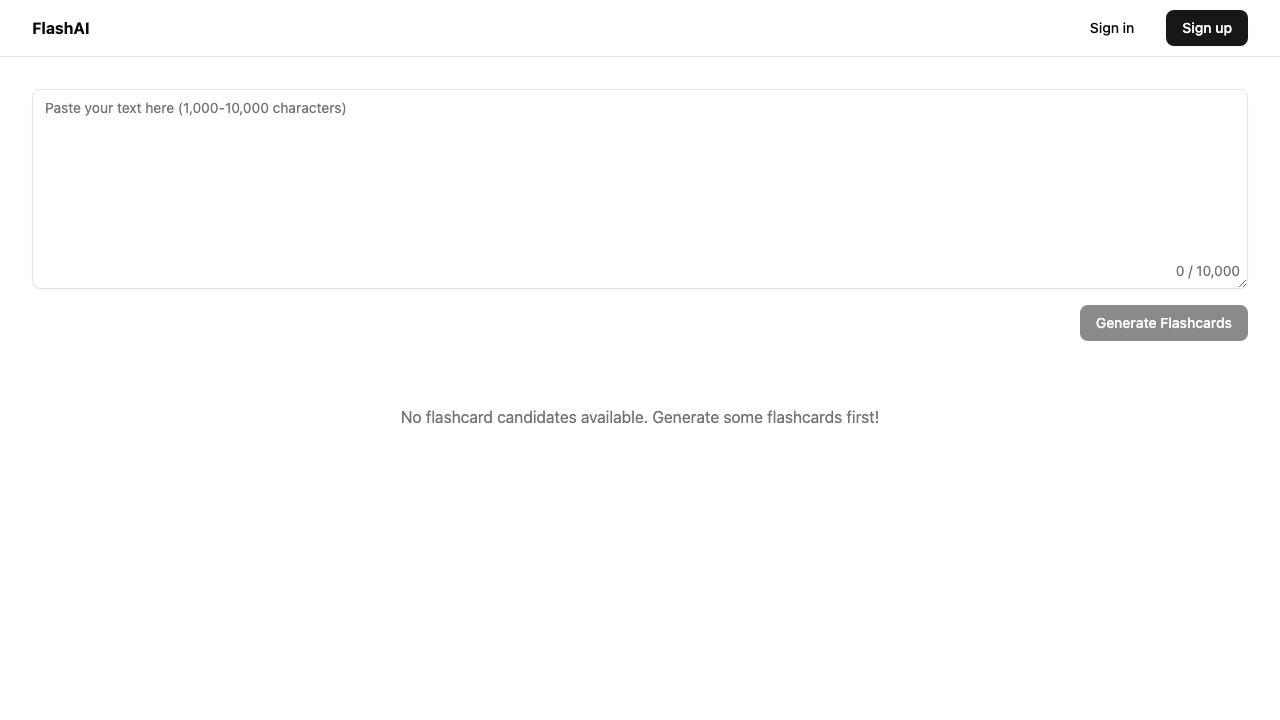 FlashAI
Sign in
Sign up
Paste your text here (1,000-10,000 characters)
0 / 10,000
Generate Flashcards
No flashcard candidates available. Generate some flashcards first!